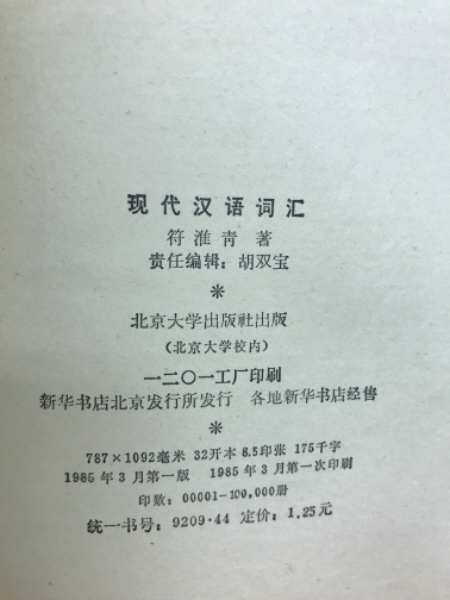 现代汉语词汇
符淮青 著
责任编辑：胡双宝
*
北京大学出版社出版
（北京大学校内）
一二〇一工厂印刷
新华书店北京发行所发行 各地新华书店经售
*
787×1092毫米 32开本 8.5印张 175千字
1985年3月第一版 1985年3月第一次印刷
印数：00001—100,000册
统一书号：9209·44 定价：1.25元